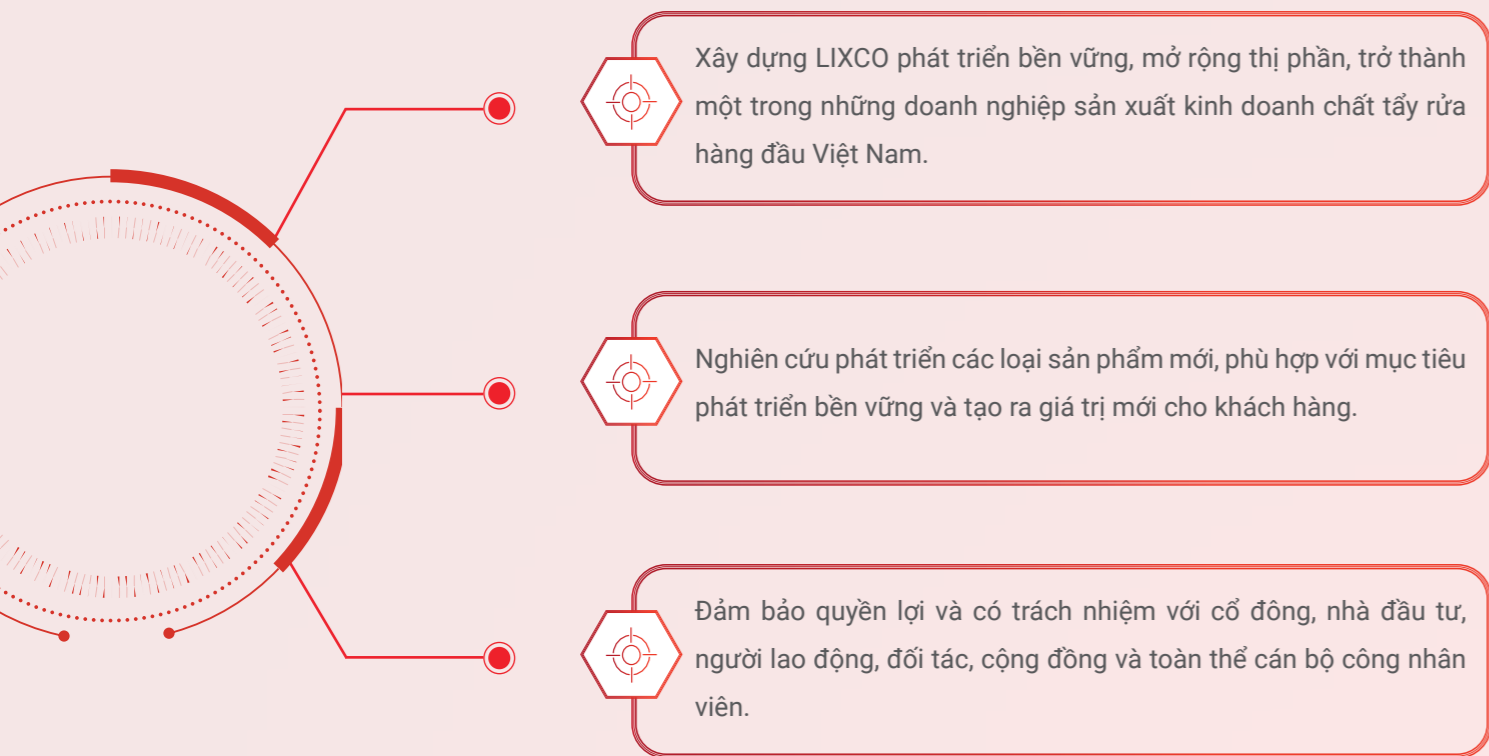 Xây dựng LIXCO phát triển bền vững, mở rộng thị phần, trở thành
một trong những doanh nghiệp sản xuất kinh doanh chất tẩy rửa
hàng đầu Việt Nam.
Nghiên cứu phát triển các loại sản phẩm mới, phù hợp với mục tiêu
phát triển bền vững và tạo ra giá trị mới cho khách hàng.
Đảm bảo quyền lợi và có trách nhiệm với cổ đông, nhà đầu tư,
người lao động, đối tác, cộng đồng và toàn thể cán bộ công nhân
viên.